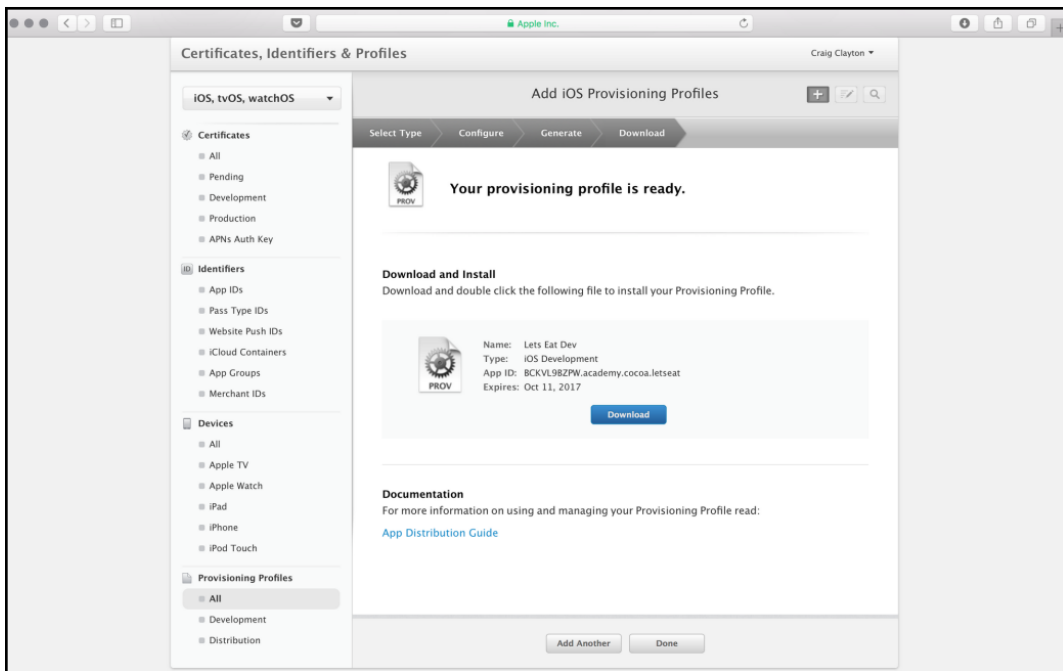 Apple Inc.
Certificates, Identifiers & Profiles
Craig Clayton
iOS, tvOS, watchOS
Certificates
All
Pending
Development
Production
APNs Auth Key
ID Identifiers
App IDs
Pass Type IDs
Website Push IDs
iCloud Containers
App Groups
Merchant IDs
Devices
All
Apple TV
Apple Watch
iPad
iPhone
iPod Touch
Provisioning Profiles
All
Development
Distribution
Add iOS Provisioning Profiles
Select Type
Configure
Generate
Download
PROV
Your provisioning profile is ready.
Download and Install
Download and double click the following file to install your Provisioning Profile.
PROV
Name: Lets Eat Dev
Type: iOS Development
App ID: BCKVL9BZPW.academy.cocoa.letseat
Expires: Oct 11, 2017
Download
Documentation
For more information on using and managing your Provisioning Profile read:
App Distribution Guide
Add Another
Done